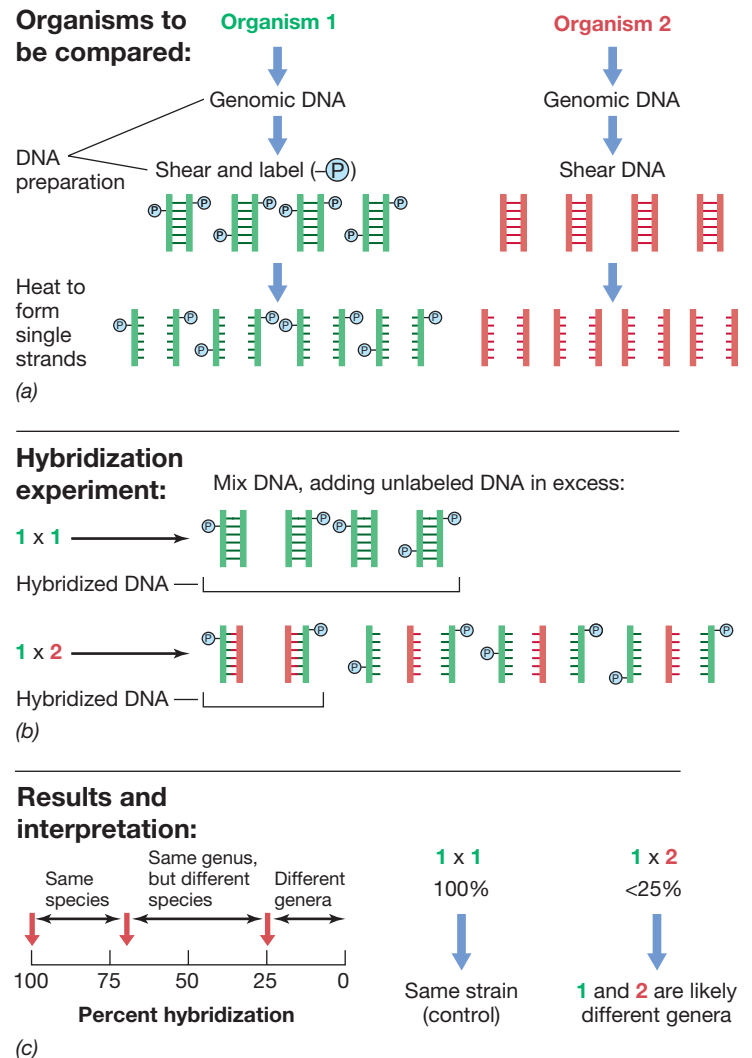 Organisms to
be compared:
Organism 1
Organism 2
Genomic DNA
Genomic DNA
DNA
preparation
Shear and label (–P)
Shear DNA
P P P P P P P P
Heat to
form
single
strands
P P P P P P P P
(a)
Hybridization
experiment:
Mix DNA, adding unlabeled DNA in excess:
1 x 1
P P P P P
Hybridized DNA
1 x 2
P P P P P P P P
Hybridized DNA
(b)
Results and
interpretation:
Same
species
Same genus,
but different
species
Different
genera
100 75 50 25 0
Percent hybridization
1 x 1
100%
Same strain
(control)
1 x 2
<25%
1 and 2 are likely
different genera
(c)